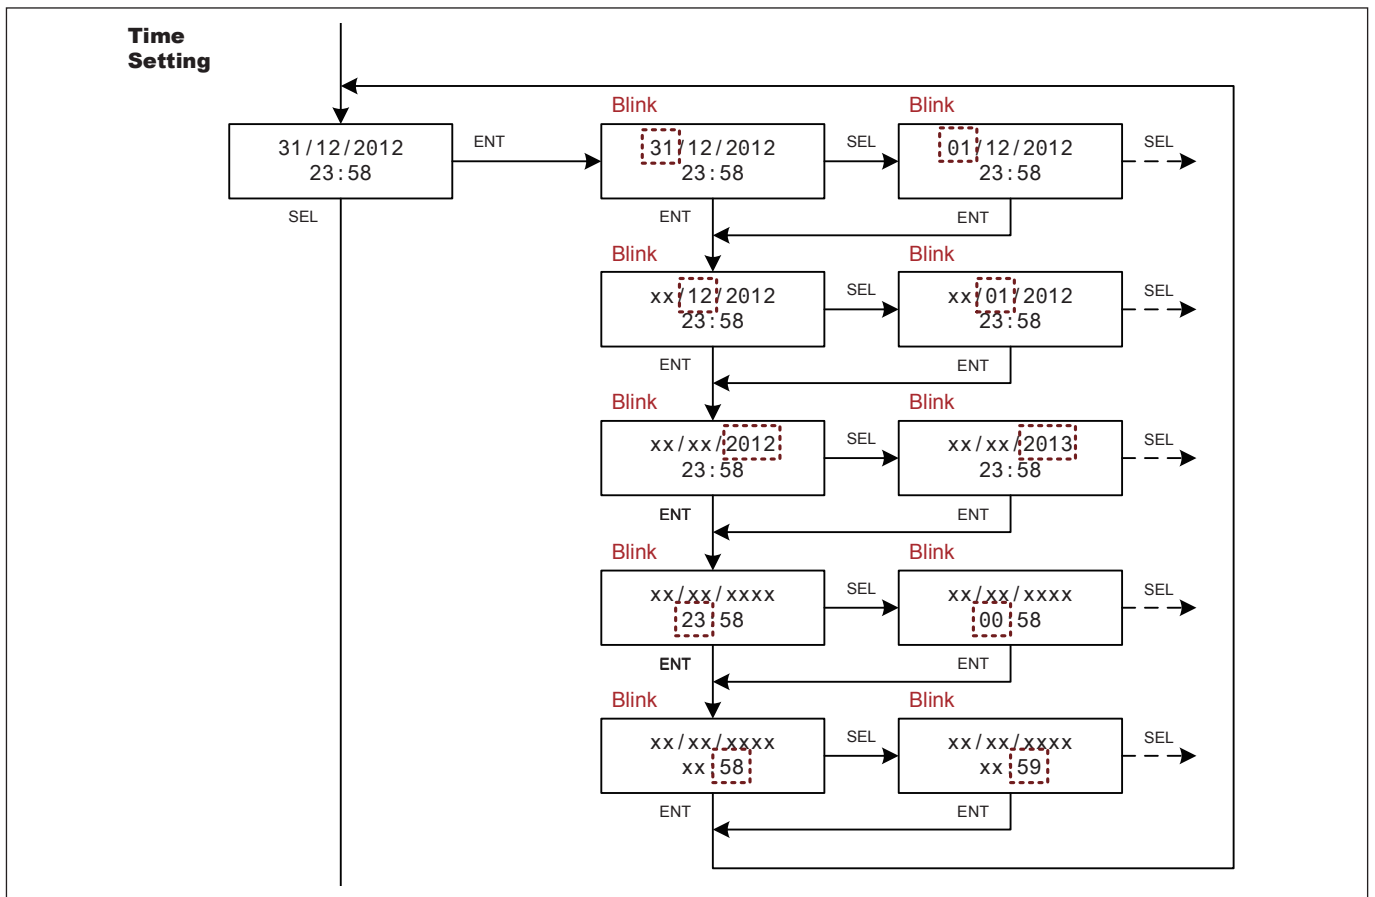 Time
Setting
Blink
Blink
31/12/2012
23:58
ENT
31/12/2012
23:58
SEL
01/12/2012
23:58
SEL
SEL
ENT
ENT
Blink
Blink
xx/12/2012
23:58
SEL
xx/01/2012
23:58
SEL
ENT
ENT
Blink
Blink
xx/xx/2012
23:58
SEL
xx/xx/2013
23:58
SEL
ENT
ENT
Blink
Blink
xx/xx/xxxx
23:58
SEL
xx/xx/xxxx
00:58
SEL
ENT
ENT
Blink
Blink
xx/xx/xxxx
xx:58
SEL
xx/xx/xxxx
xx:59
SEL
ENT
ENT